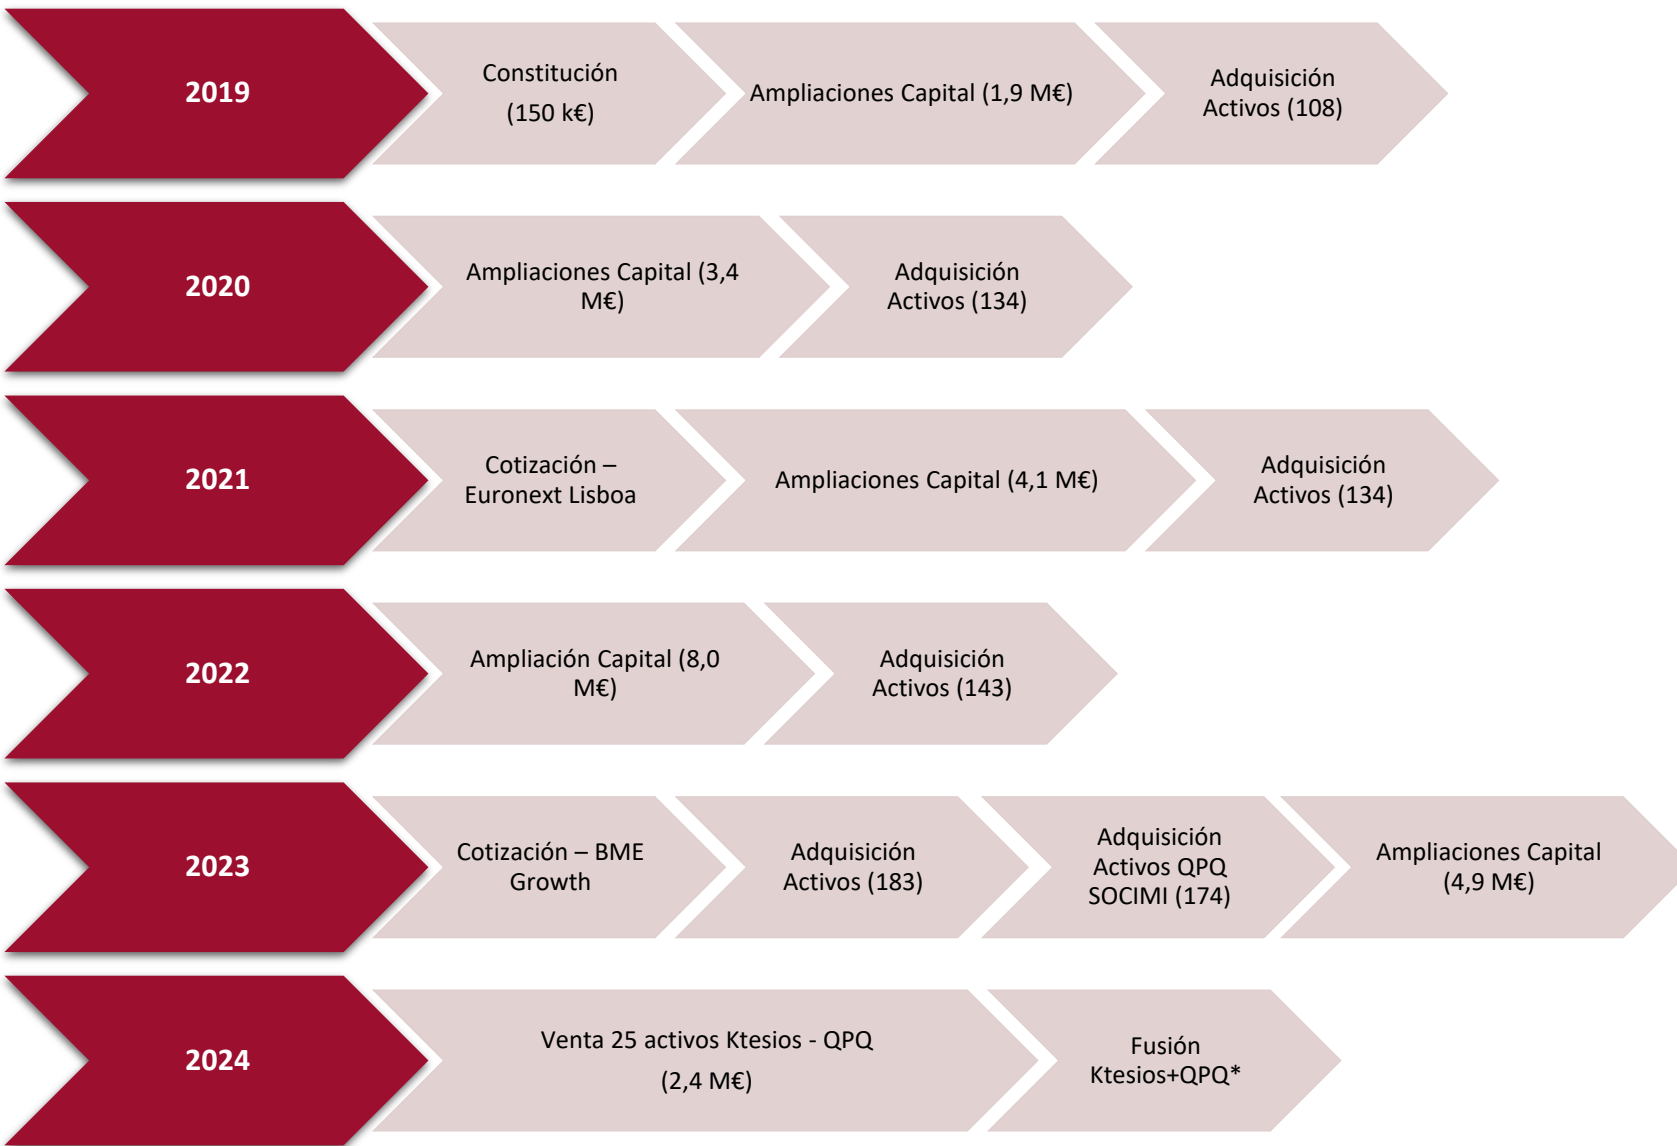 2019
Constitución
(150 k€)
Ampliaciones Capital (1,9 M€)
Adquisición
Activos (108)
2020
Ampliaciones Capital (3,4
M€)
Adquisición
Activos (134)
2021
Cotización –
Euronext Lisboa
Ampliaciones Capital (4,1 M€)
Adquisición
Activos (134)
2022
Ampliación Capital (8,0
M€)
Adquisición
Activos (143)
2023
Cotización – BME
Growth
Adquisición
Activos (183)
Adquisición
Activos QPQ
SOCIMI (174)
Ampliaciones Capital
(4,9 M€)
2024
Venta 25 activos Ktesios - QPQ
(2,4 M€)
Fusión
Ktesios+QPQ*